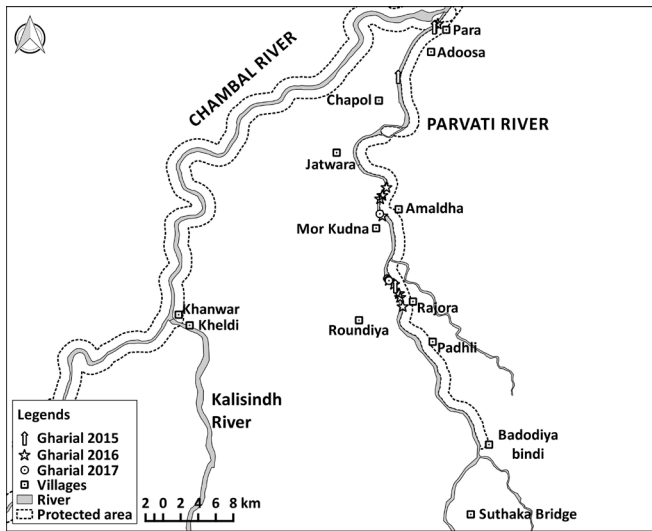 Para
Adoosa
CHAMBAL RIVER
Chapol
PARVATI RIVER
Jatwara
Amaldha
Mor Kudna
Khanwar
Kheldi
Rajora
Roundiya
Padhli
Kalisindh
River
Badodiya
bindi
Suthaka Bridge
Legends
Gharial 2015
Gharial 2016
Gharial 2017
Villages
River
Protected area
2 0 2 4 6 8 km